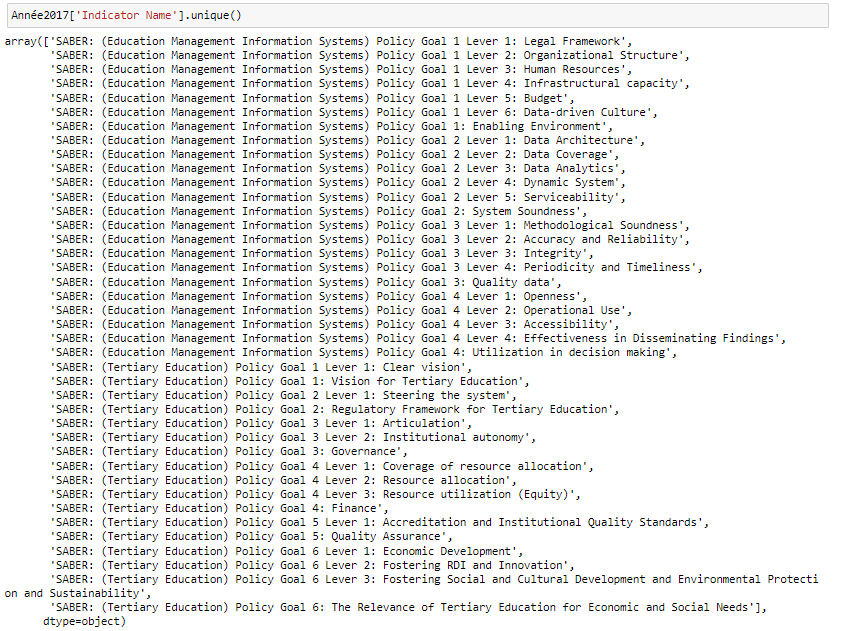 Année2017['Indicator Name'].unique()
array(['SABER: (Education Management Information Systems) Policy Goal 1 Lever 1: Legal Framework',
'SABER: (Education Management Information Systems) Policy Goal 1 Lever 2: Organizational Structure',
'SABER: (Education Management Information Systems) Policy Goal 1 Lever 3: Human Resources',
'SABER: (Education Management Information Systems) Policy Goal 1 Lever 4: Infrastructural capacity',
'SABER: (Education Management Information Systems) Policy Goal 1 Lever 5: Budget',
'SABER: (Education Management Information Systems) Policy Goal 1 Lever 6: Data-driven Culture',
'SABER: (Education Management Information Systems) Policy Goal 1: Enabling Environment',
'SABER: (Education Management Information Systems) Policy Goal 2 Lever 1: Data Architecture',
'SABER: (Education Management Information Systems) Policy Goal 2 Lever 2: Data Coverage',
'SABER: (Education Management Information Systems) Policy Goal 2 Lever 3: Data Analytics',
'SABER: (Education Management Information Systems) Policy Goal 2 Lever 4: Dynamic System',
'SABER: (Education Management Information Systems) Policy Goal 2 Lever 5: Serviceability',
'SABER: (Education Management Information Systems) Policy Goal 2: System Soundness',
'SABER: (Education Management Information Systems) Policy Goal 3 Lever 1: Methodological Soundness',
'SABER: (Education Management Information Systems) Policy Goal 3 Lever 2: Accuracy and Reliability',
'SABER: (Education Management Information Systems) Policy Goal 3 Lever 3: Integrity',
'SABER: (Education Management Information Systems) Policy Goal 3 Lever 4: Periodicity and Timeliness',
'SABER: (Education Management Information Systems) Policy Goal 3: Quality data',
'SABER: (Education Management Information Systems) Policy Goal 4 Lever 1: Openness',
'SABER: (Education Management Information Systems) Policy Goal 4 Lever 2: Operational Use',
'SABER: (Education Management Information Systems) Policy Goal 4 Lever 3: Accessibility',
'SABER: (Education Management Information Systems) Policy Goal 4 Lever 4: Effectiveness in Disseminating Findings',
'SABER: (Education Management Information Systems) Policy Goal 4: Utilization in decision making',
'SABER: (Tertiary Education) Policy Goal 1 Lever 1: Clear vision',
'SABER: (Tertiary Education) Policy Goal 1: Vision for Tertiary Education',
'SABER: (Tertiary Education) Policy Goal 2 Lever 1: Steering the system',
'SABER: (Tertiary Education) Policy Goal 2: Regulatory Framework for Tertiary Education',
'SABER: (Tertiary Education) Policy Goal 3 Lever 1: Articulation',
'SABER: (Tertiary Education) Policy Goal 3 Lever 2: Institutional autonomy',
'SABER: (Tertiary Education) Policy Goal 3: Governance',
'SABER: (Tertiary Education) Policy Goal 4 Lever 1: Coverage of resource allocation',
'SABER: (Tertiary Education) Policy Goal 4 Lever 2: Resource allocation',
'SABER: (Tertiary Education) Policy Goal 4 Lever 3: Resource utilization (Equity)',
'SABER: (Tertiary Education) Policy Goal 4: Finance',
'SABER: (Tertiary Education) Policy Goal 5 Lever 1: Accreditation and Institutional Quality Standards',
'SABER: (Tertiary Education) Policy Goal 5: Quality Assurance',
'SABER: (Tertiary Education) Policy Goal 6 Lever 1: Economic Development',
'SABER: (Tertiary Education) Policy Goal 6 Lever 2: Fostering RDI and Innovation',
'SABER: (Tertiary Education) Policy Goal 6 Lever 3: Fostering Social and Cultural Development and Environmental Protecti
on and Sustainability',
'SABER: (Tertiary Education) Policy Goal 6: The Relevance of Tertiary Education for Economic and Social Needs'],
dtype=object)